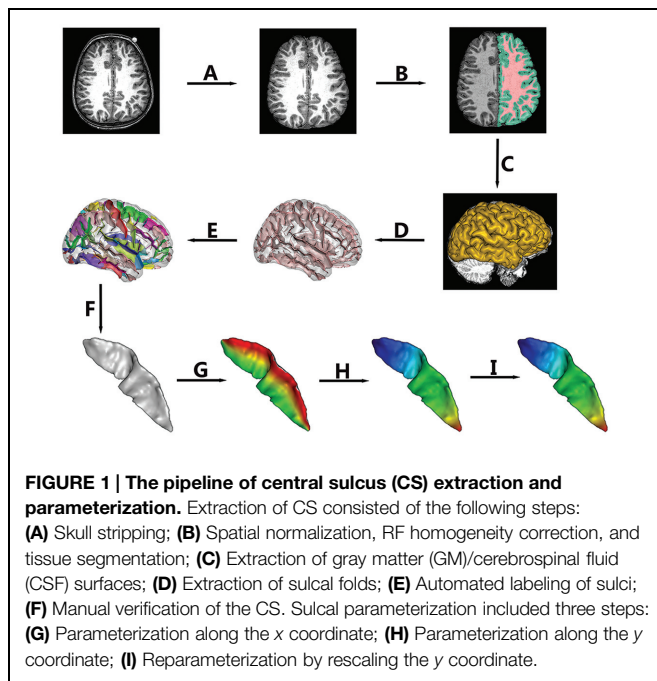 A
B
C
D
E
F
G
H
I
FIGURE 1 | The pipeline of central sulcus (CS) extraction and
parameterization. Extraction of CS consisted of the following steps:
(A) Skull stripping; (B) Spatial normalization, RF homogeneity correction, and
tissue segmentation; (C) Extraction of gray matter (GM)/cerebrospinal fluid
(CSF) surfaces; (D) Extraction of sulcal folds; (E) Automated labeling of sulci;
(F) Manual verification of the CS. Sulcal parameterization included three steps:
(G) Parameterization along the x coordinate; (H) Parameterization along the y
coordinate; (I) Reparameterization by rescaling the y coordinate.